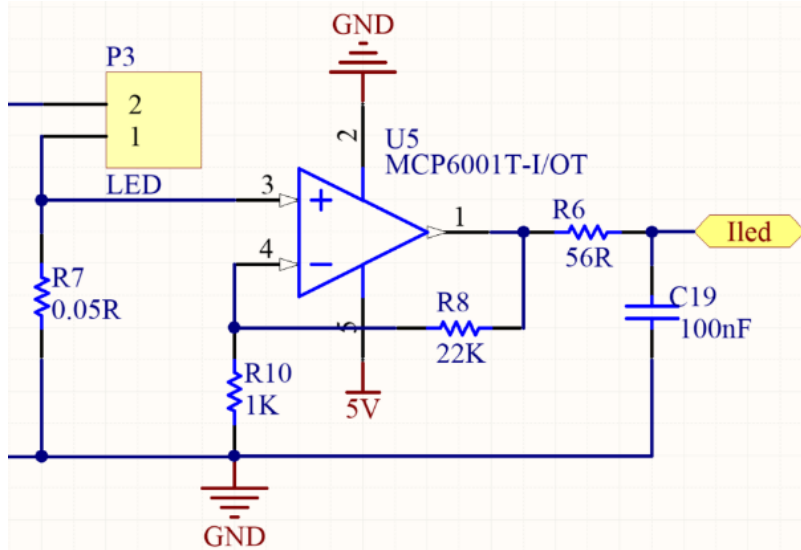 GND
P3
2
1
LED
2
U5
MCP6001T-I/OT
3
+
1
4
−
R6
56R
Iled
R7
0.05R
R8
22K
5
C19
100nF
R10
1K
5V
GND